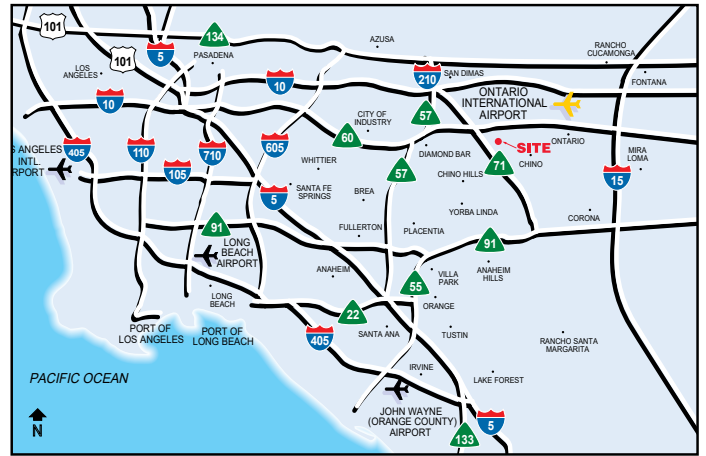 101
134
5
PASADENA
AZUSA
RANCHO
CUCAMONGA
101
LOS
ANGELES
10
210
SAN DIMAS
FONTANA
10
57
ONTARIO
INTERNATIONAL
AIRPORT
CITY OF
INDUSTRY
60
605
405
110
710
SITE
ONTARIO
MIRA
LOMA
S ANGELES
INTL.
RPORT
WHITTIER
DIAMOND BAR
57
71
CHINO
CHINO HILLS
15
105
5
SANTA FE
SPRINGS
BREA
YORBA LINDA
CORONA
91
FULLERTON
PLACENTIA
91
LONG
BEACH
AIRPORT
ANAHEIM
VILLA
PARK
ANAHEIM
HILLS
55
LONG
BEACH
ORANGE
22
PORT OF
LOS ANGELES
PORT OF
LONG BEACH
405
SANTA ANA
TUSTIN
RANCHO SANTA
MARGARITA
IRVINE
LAKE FOREST
PACIFIC OCEAN
JOHN WAYNE
(ORANGE COUNTY)
AIRPORT
5
133
N